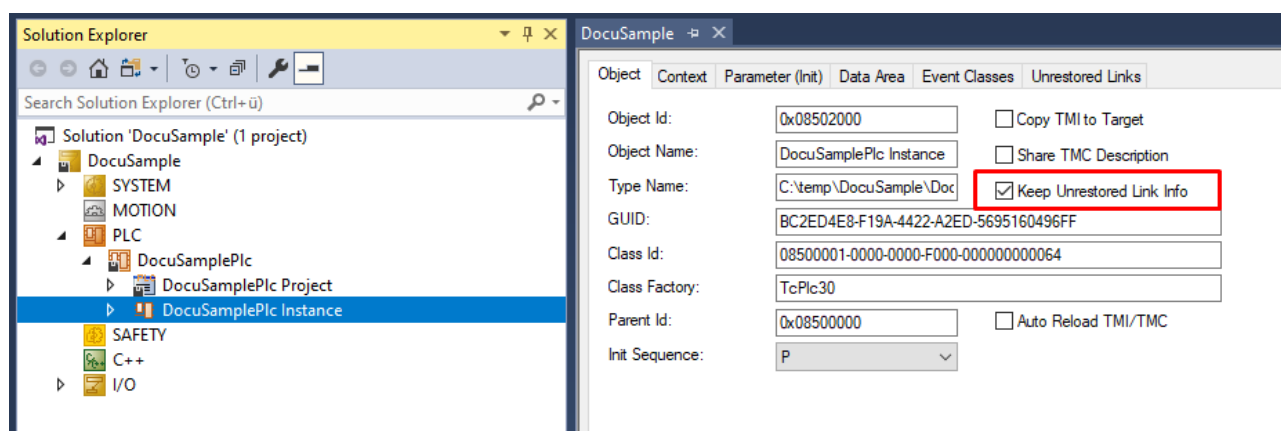 Solution Explorer
Search Solution Explorer (Ctrl+ü)
Solution 'DocuSample' (1 project)
DocuSample
SYSTEM
MOTION
PLC
DocuSamplePlc
DocuSamplePlc Project
DocuSamplePlc Instance
SAFETY
C++
I/O
DocuSample
Object Context Parameter (Init) Data Area Event Classes Unrestored Links
Object Id: 0x08502000 Copy TMI to Target
Object Name: DocuSamplePlc Instance Share TMC Description
Type Name: C:\temp\DocuSample\Doc Keep Unrestored Link Info
GUID: BC2ED4E8-F19A-4422-A2ED-5695160496FF
Class Id: 08500001-0000-0000-F000-000000000064
Class Factory: TcPlc30
Parent Id: 0x08500000 Auto Reload TMI/TMC
Init Sequence: P